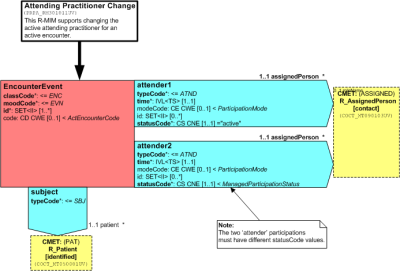 Attending Practitioner Change
(PRPA_RM301011UV)
This R-MIM supports changing the
active attending practitioner for an
active encounter.
EncounterEvent
classCode*: <= ENC
moodCode*: <= EVN
id*: SET<II> [1..*]
code: CD CWE [0..1] < ActEncounterCode
1..1 assignedPerson *
attender1
typeCode*: <= ATND
time*: IVL<TS> [1..1]
modeCode: CE CWE [0..1] < ParticipationMode
id: SET<II> [0..*]
statusCode*: CS CNE [1..1] ="active"
CMET: (ASSIGNED)
R_AssignedPerson
[contact]
1..1 assignedPerson *
attender2
typeCode*: <= ATND
time*: IVL<TS> [1..1]
modeCode: CE CWE [0..1] < ParticipationMode
id: SET<II> [0..*]
statusCode*: CS CNE [1..1] < ManagedParticipationStatus
subject
typeCode*: <= SBJ
1..1 patient *
CMET: (PAT)
R_Patient
[identified]
(COCT_MT050001UV)
Note:
The two 'attender' participations
must have different statusCode values.